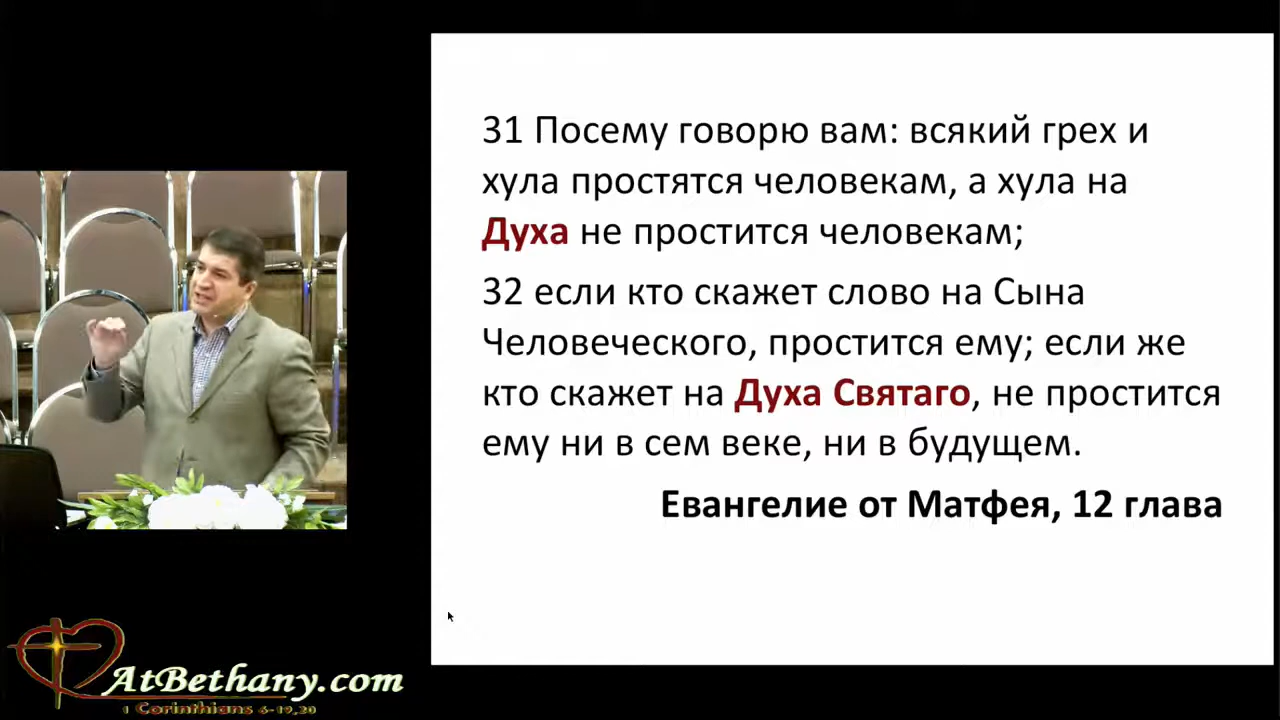 31 Посему говорю вам: всякий грех и
хула простятся человекам, а хула на
Духа не простится человекам;
32 если кто скажет слово на Сына
Человеческого, простится ему; если же
кто скажет на Духа Святаго, не простится
ему ни в сем веке, ни в будущем.
Евангелие от Матфея, 12 глава
AtBethany.com
1 Corinthians 6-19,20